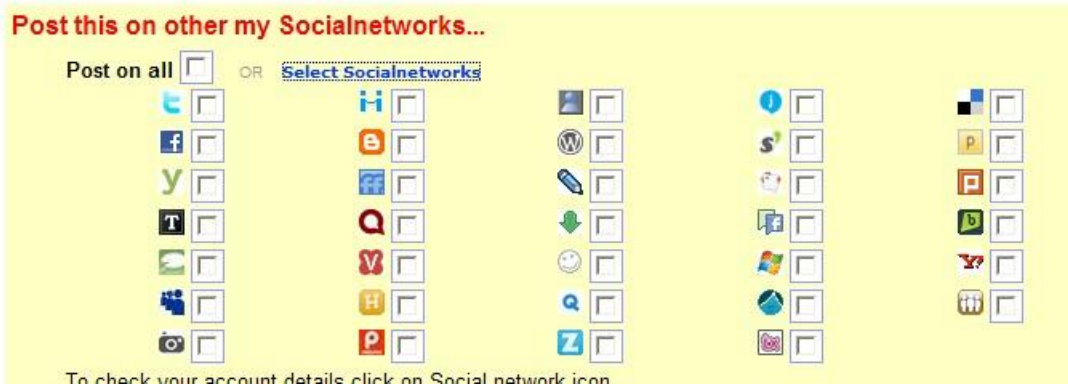 Post this on other my Socialnetworks...
Post on all OR Select Socialnetworks
To check your account details click on Social network icon